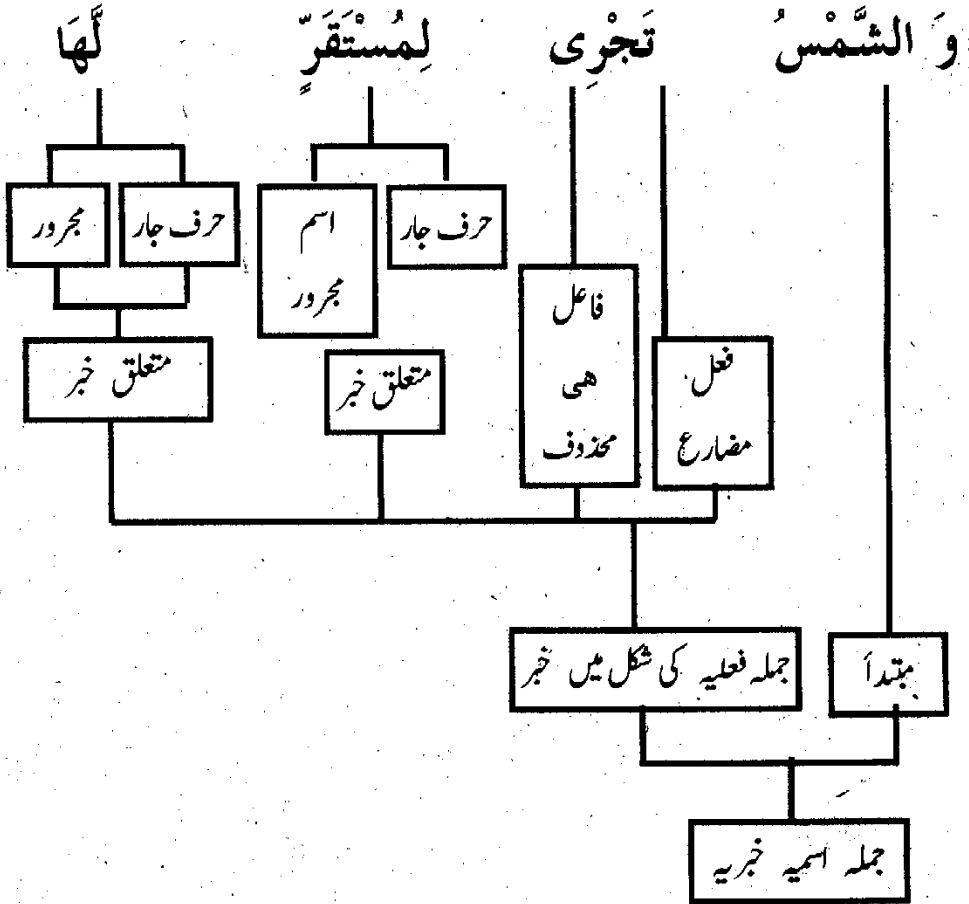 وَ الشَّمْسُ تَجْرِى لِمُسْتَقَرٍّ لَّهَا
حرف جار
مجرور
حرف جار
اسم
مجرور
فاعل
ھی
محذوف
فعل
مضارع
متعلق خبر
متعلق خبر
مبتدأ
جملہ فعلیہ کی شکل میں خبر
جملہ اسمیہ خبریہ